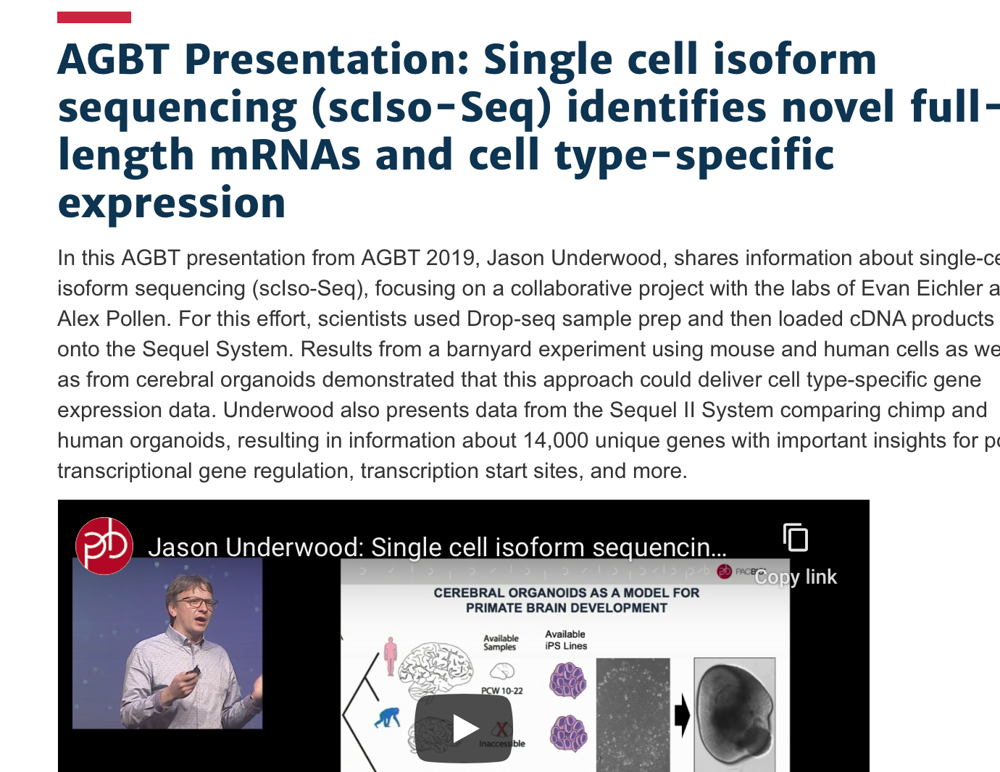 AGBT Presentation: Single cell isoform
sequencing (scIso-Seq) identifies novel full-
length mRNAs and cell type-specific
expression
In this AGBT presentation from AGBT 2019, Jason Underwood, shares information about single-ce
isoform sequencing (scIso-Seq), focusing on a collaborative project with the labs of Evan Eichler a
Alex Pollen. For this effort, scientists used Drop-seq sample prep and then loaded cDNA products
onto the Sequel System. Results from a barnyard experiment using mouse and human cells as we
as from cerebral organoids demonstrated that this approach could deliver cell type-specific gene
expression data. Underwood also presents data from the Sequel II System comparing chimp and
human organoids, resulting in information about 14,000 unique genes with important insights for po
transcriptional gene regulation, transcription start sites, and more.
pb
Jason Underwood: Single cell isoform sequencin...
Copy link
PACBIO
CEREBRAL ORGANOIDS AS A MODEL FOR
PRIMATE BRAIN DEVELOPMENT
Available
Samples
Available
iPS Lines
PCW 10-22
X
Inaccessible